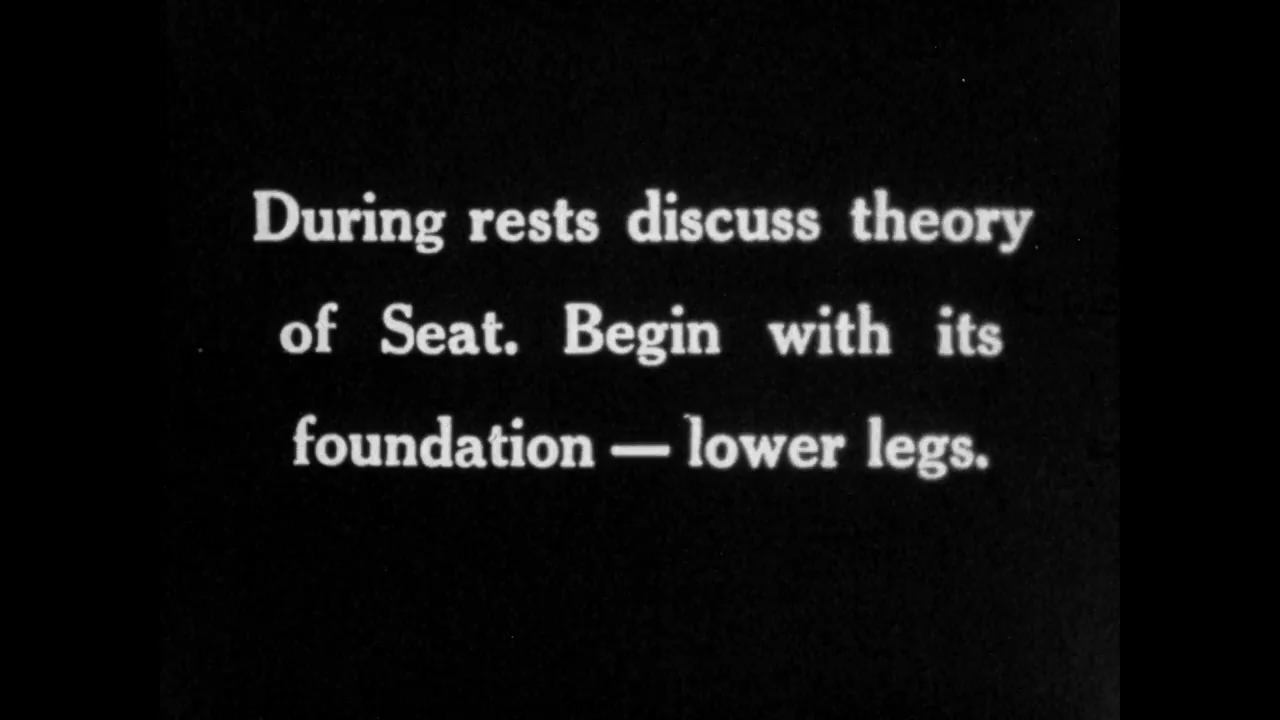 During rests discuss theory
of Seat. Begin with its
foundation — lower legs.